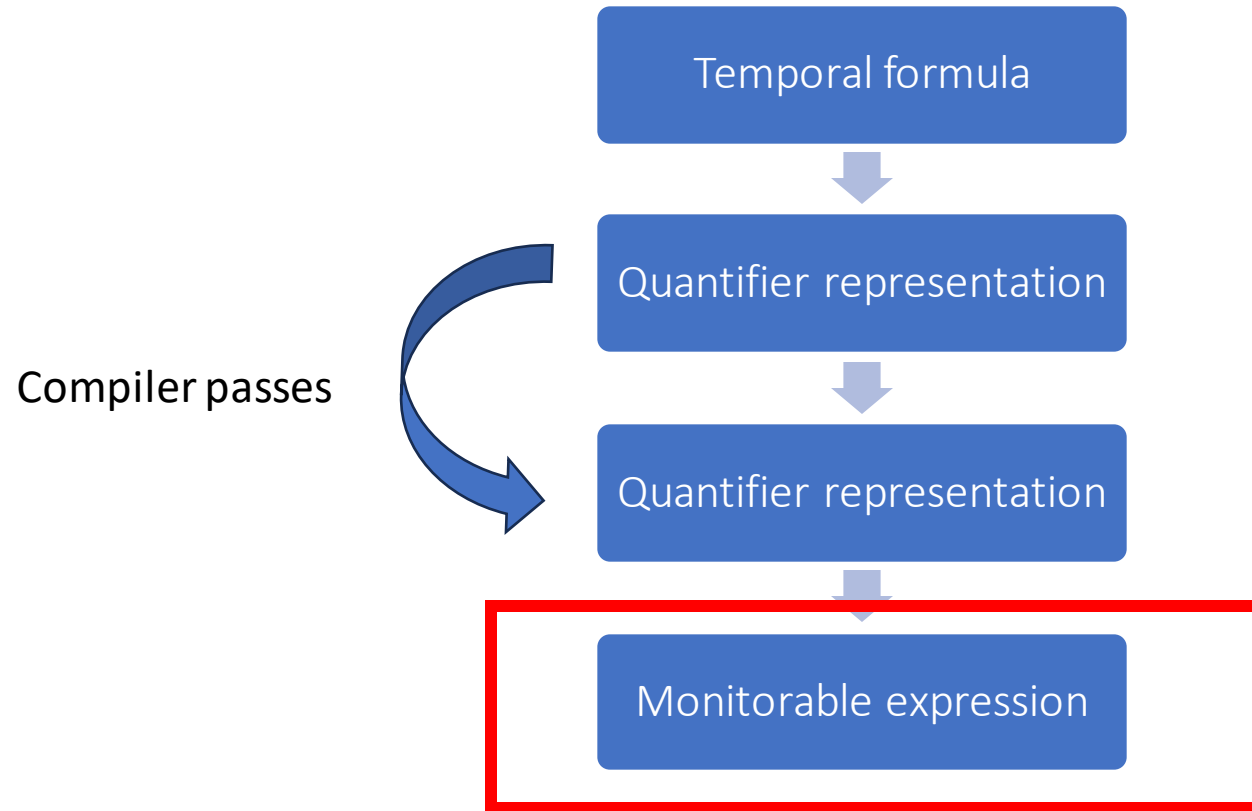 Temporal formula
Quantifier representation
Compiler passes
Quantifier representation
Monitorable expression